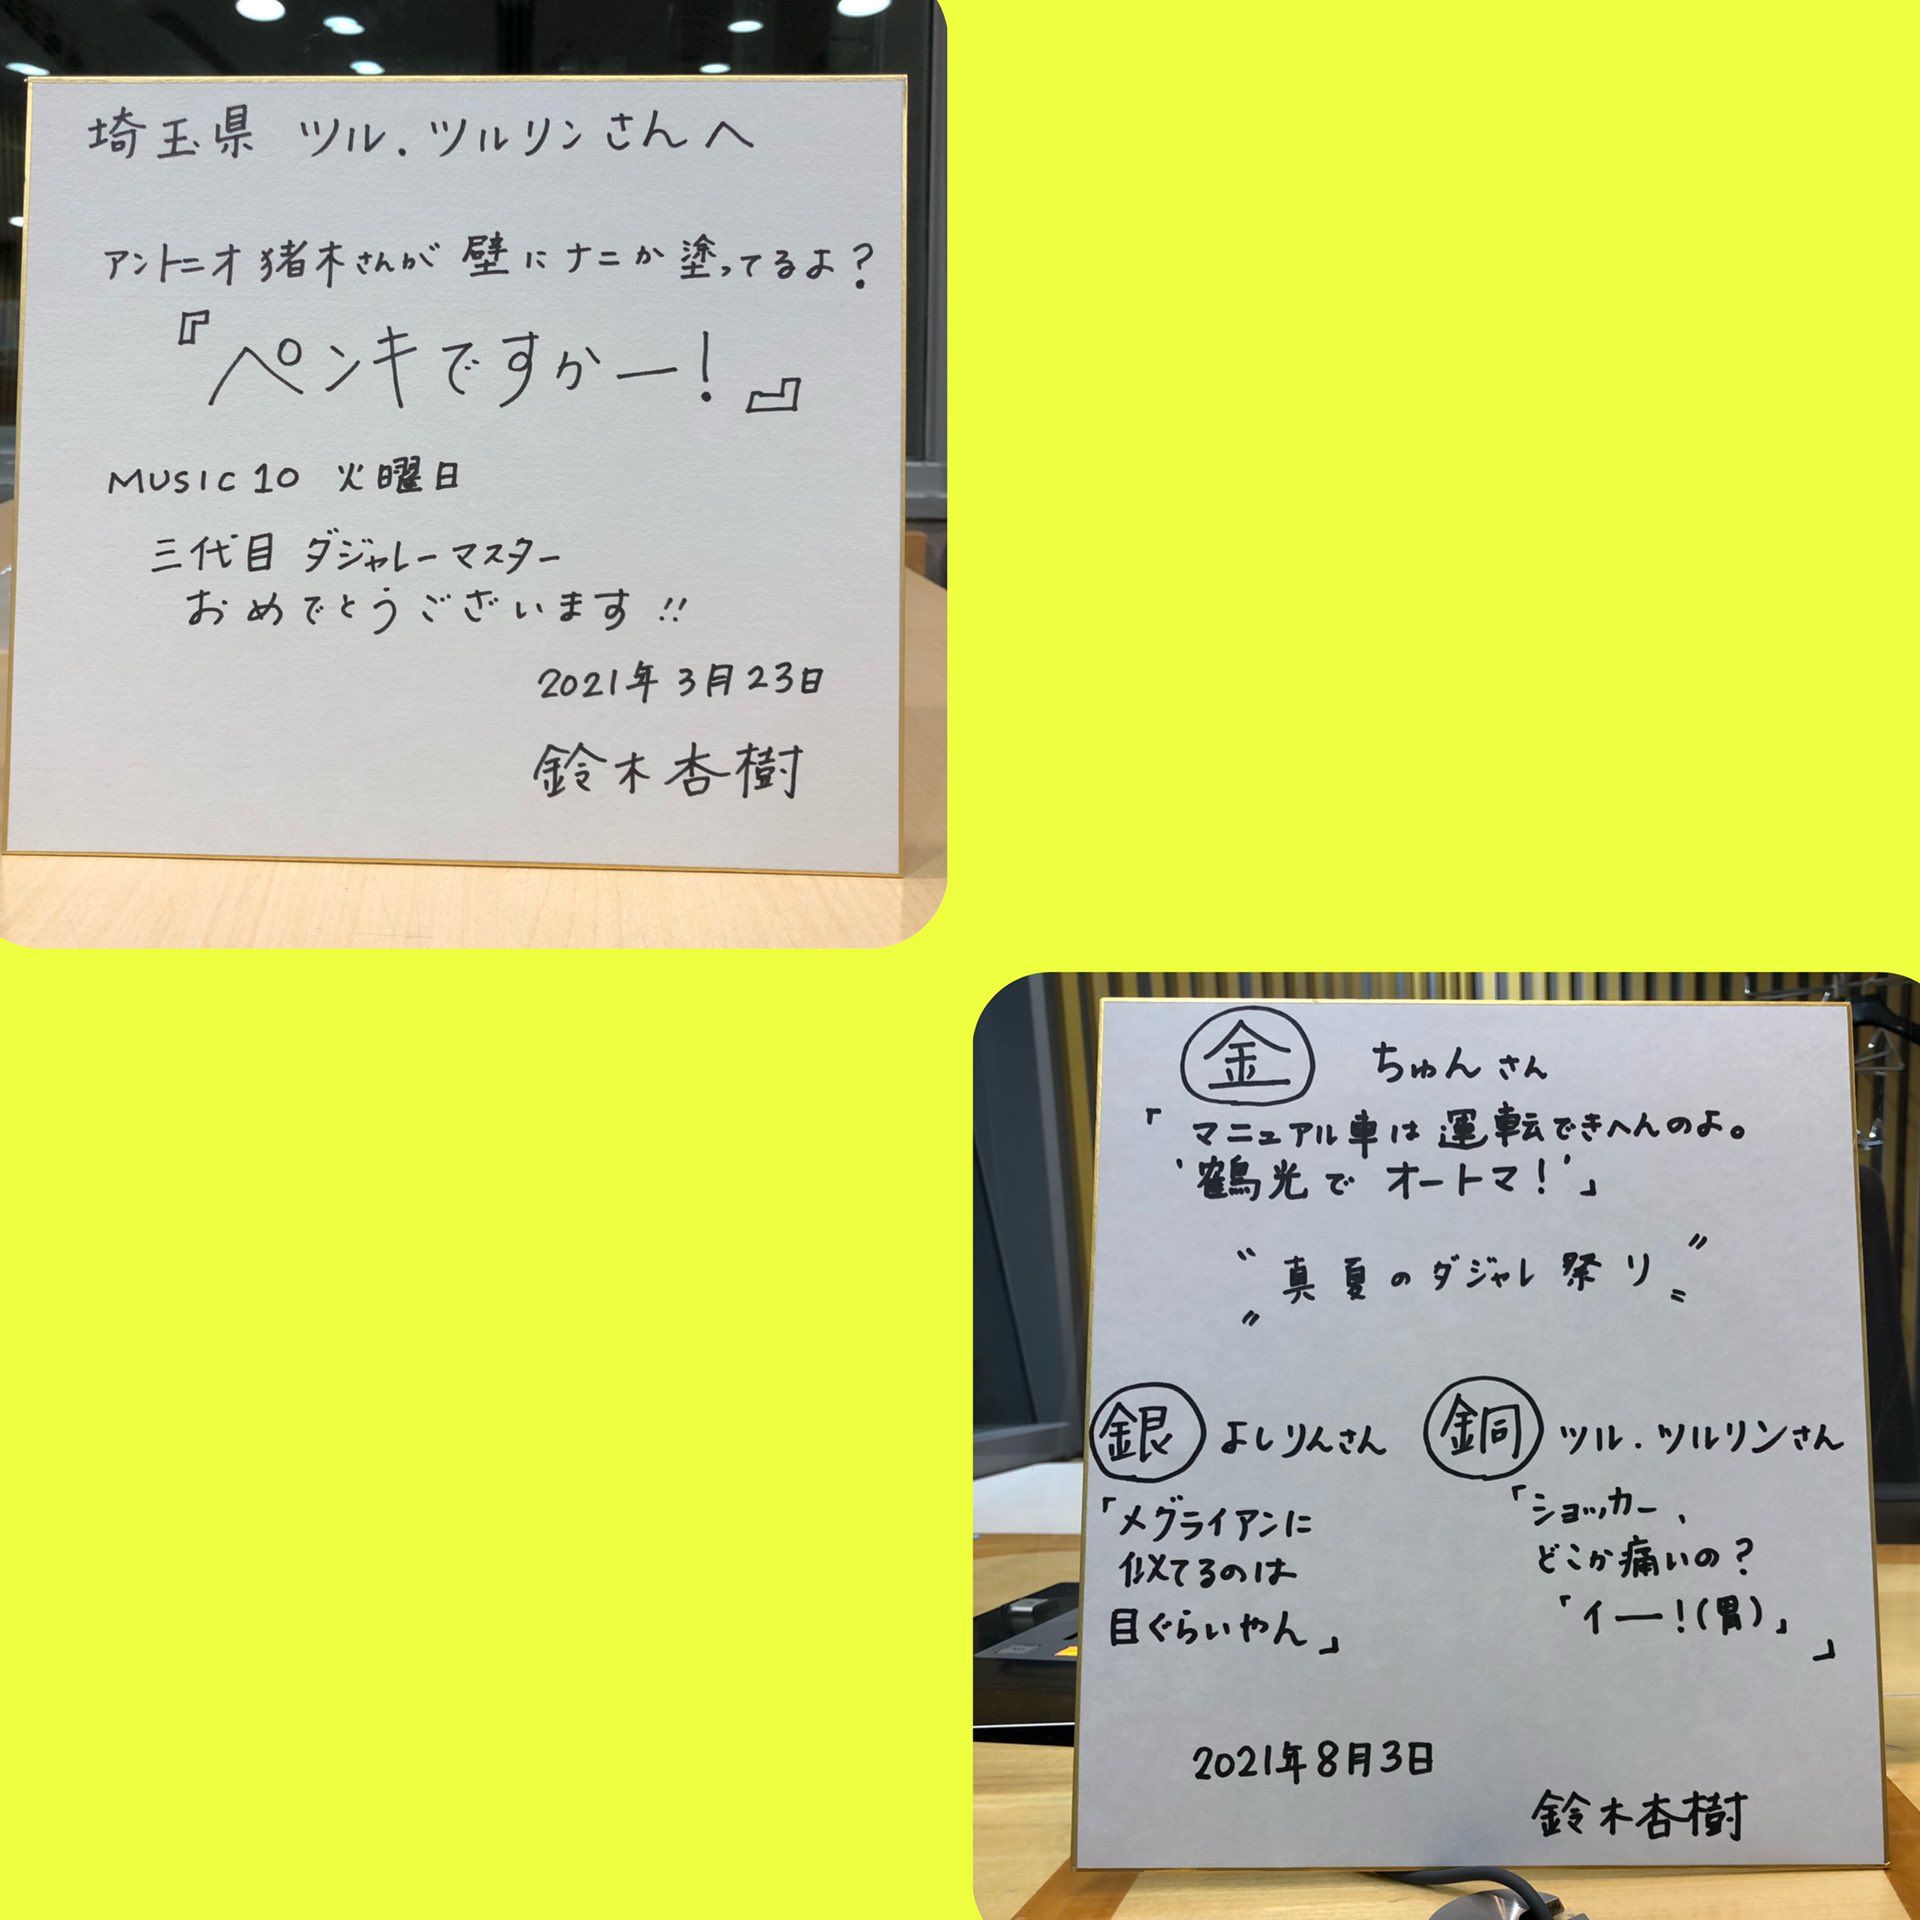 埼玉県 ツル.ツルリンさんへ
アントニオ猪木さんが壁にナニか塗ってるよ?
『ペンキですかー!』
MUSIC10 火曜日
三代目 ダジャレーマスター
おめでとうございます!!
2021年3月23日
鈴木杏樹
金 ちゅんさん
「マニュアル車は運転できへんのよ。
'鶴光でオートマ!'」
"真夏のダジャレ祭り"
銀 よしりんさん
「メグライアンに
似てるのは
目ぐらいやん」
銅 ツル.ツルリンさん
「ショッカー、
どこか痛いの?
「イー!(胃)」」
2021年8月3日
鈴木杏樹